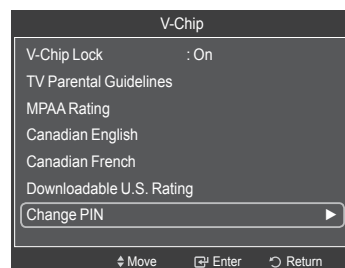 V-Chip
V-Chip Lock : On
TV Parental Guidelines
MPAA Rating
Canadian English
Canadian French
Downloadable U.S. Rating
Change PIN ►
Move Enter Return